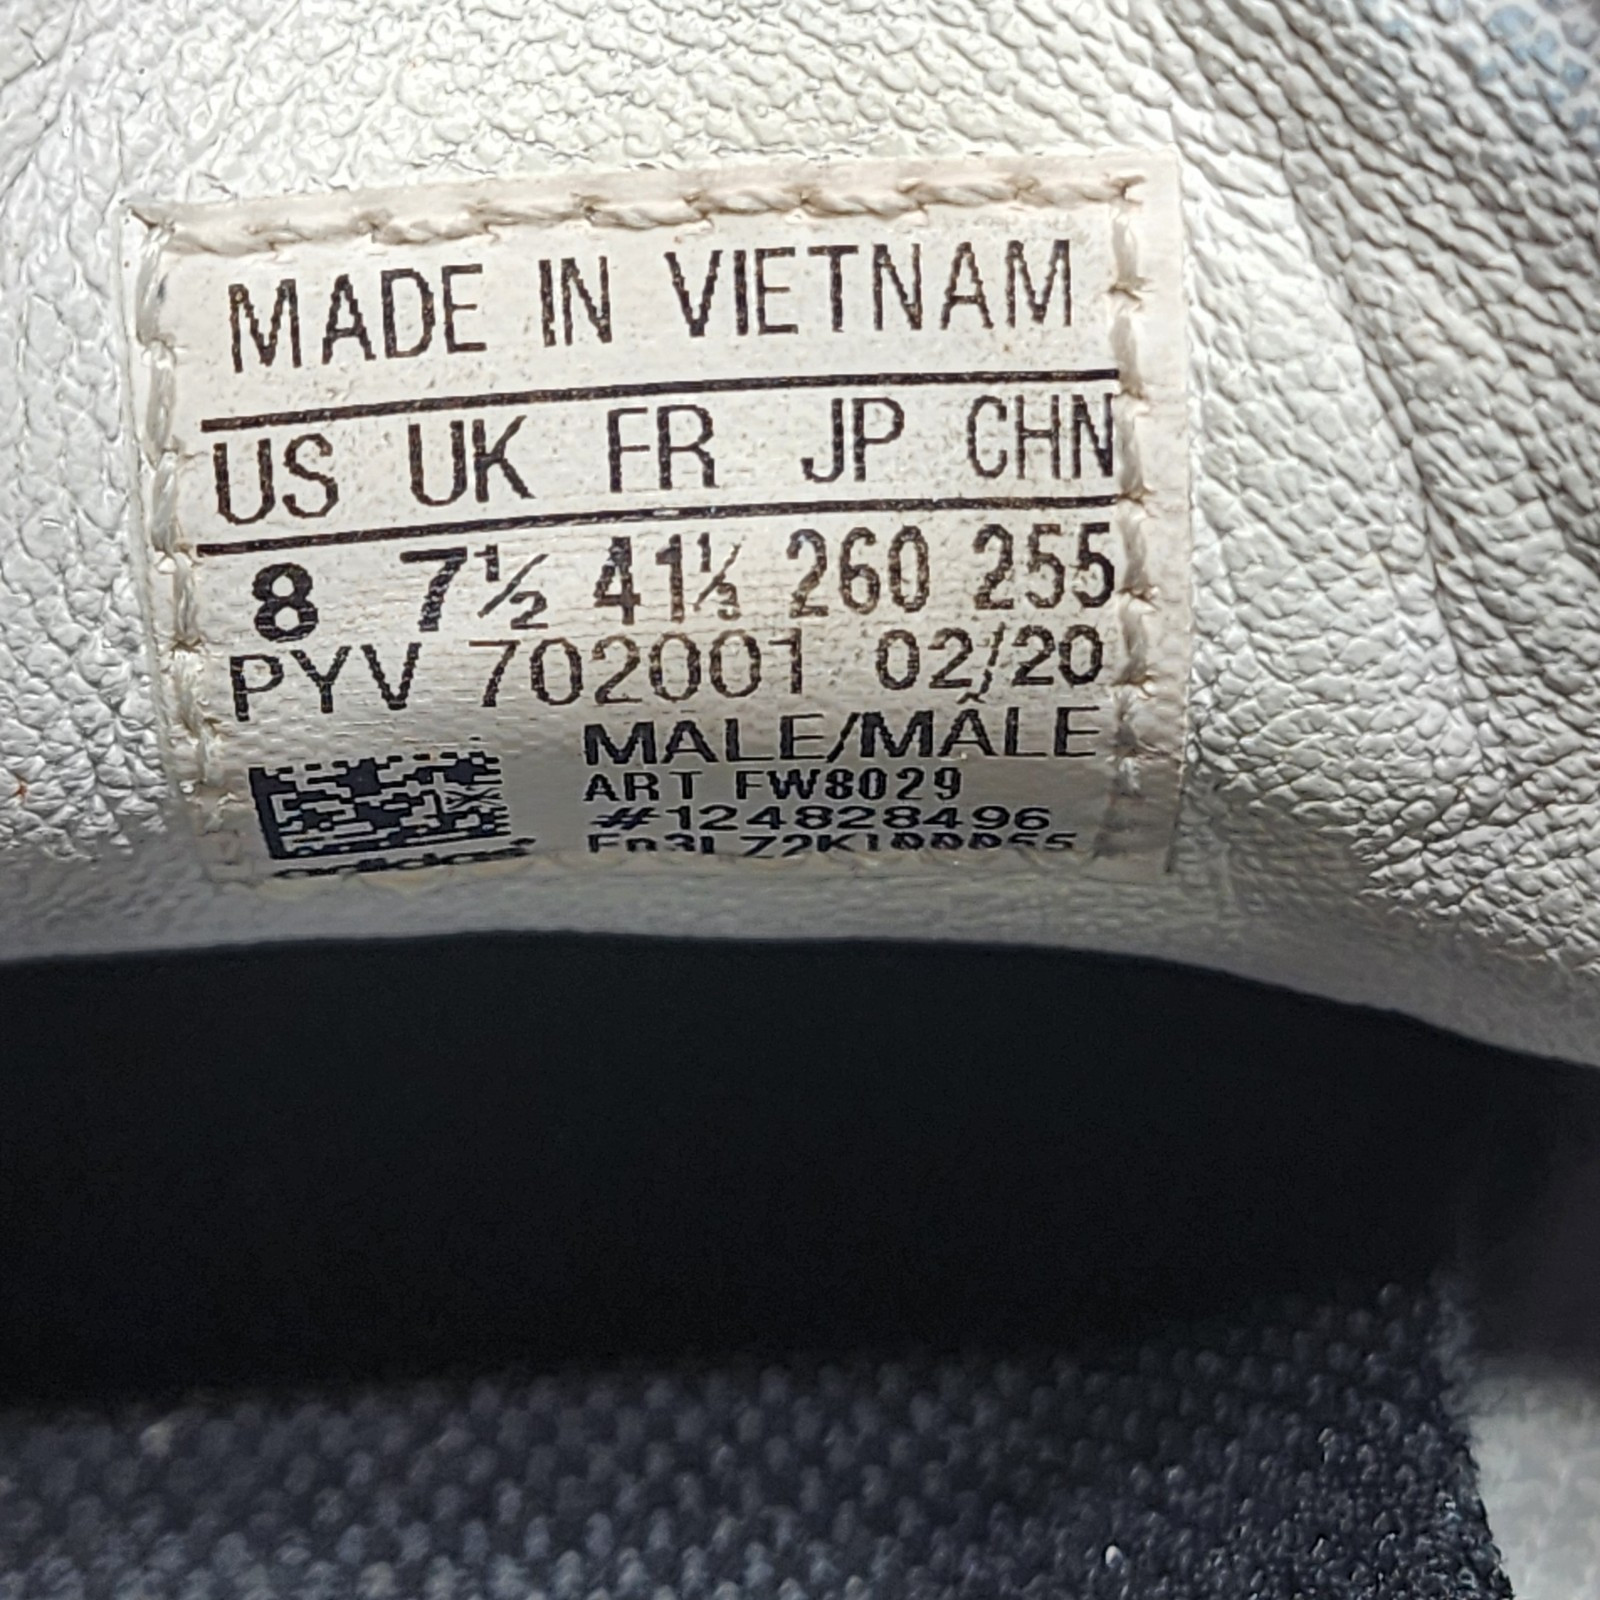 MADE IN VIETNAM
US UK FR JP CHN
8 7½ 41⅓ 260 255
PYV 702001 02/20
MALE/MÂLE
ART FW8029
#124828496
adidas